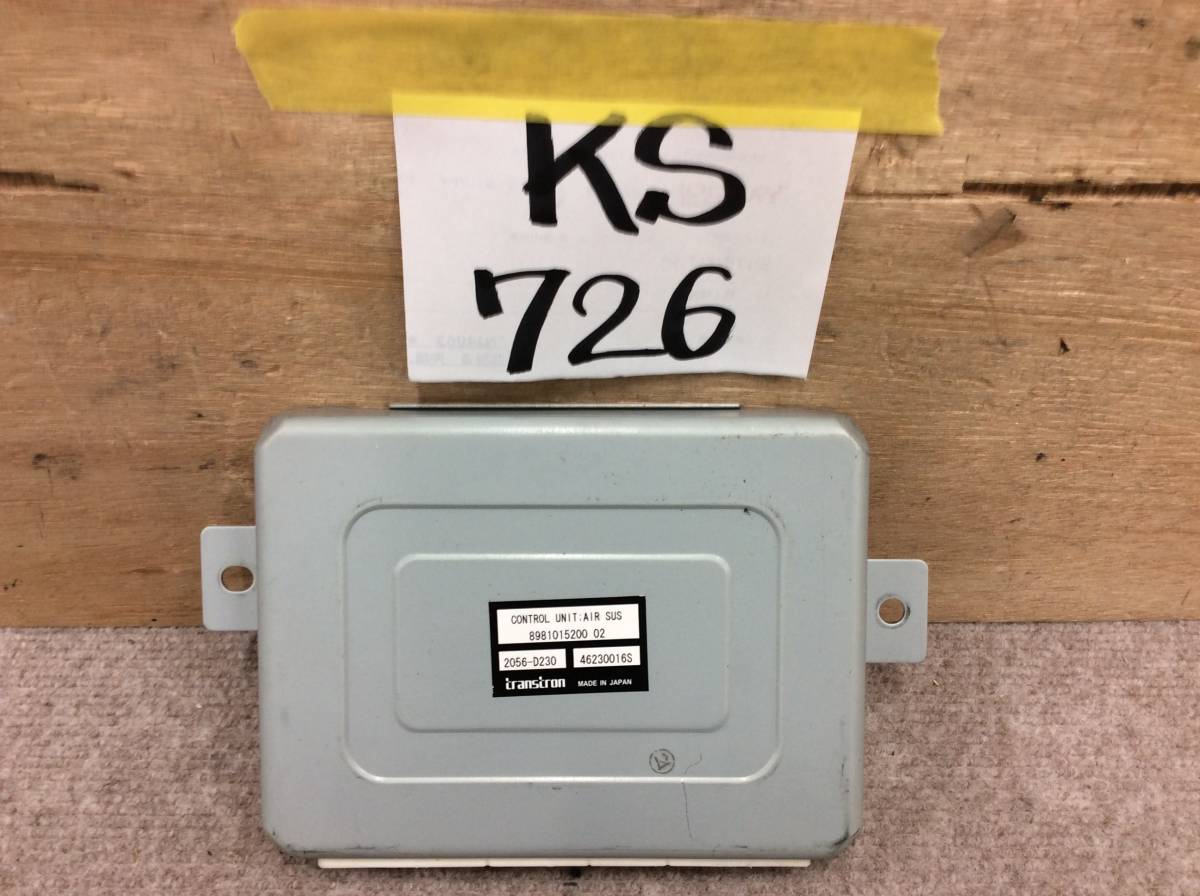 KS
726
CONTROL UNIT:AIR SUS
8981015200 02
2056-D230 46230016S
transtron MADE IN JAPAN